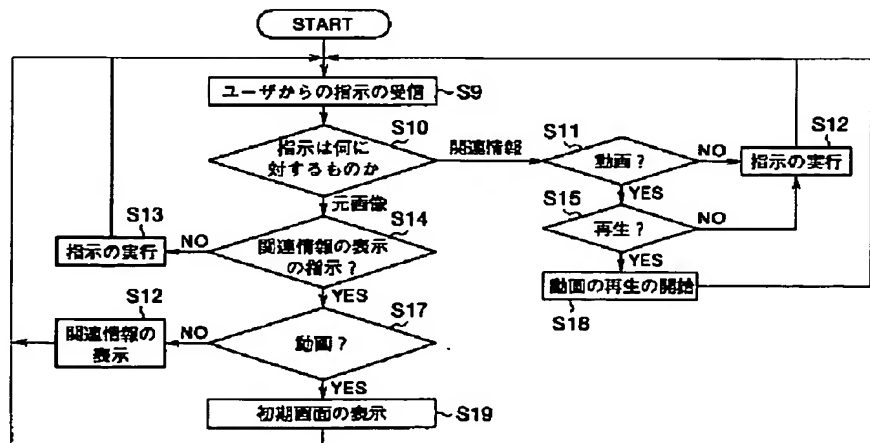 START
ユーザからの指示の受信
S9
指示は何に
対するものか
S10
関連情報
動画？
S11
NO
指示の実行
S12
YES
元画像
再生？
S15
NO
YES
動画の再生の開始
S18
関連情報の表示
の指示？
S14
NO
指示の実行
S13
YES
動画？
S17
NO
関連情報の
表示
S12
YES
初期画面の表示
S19